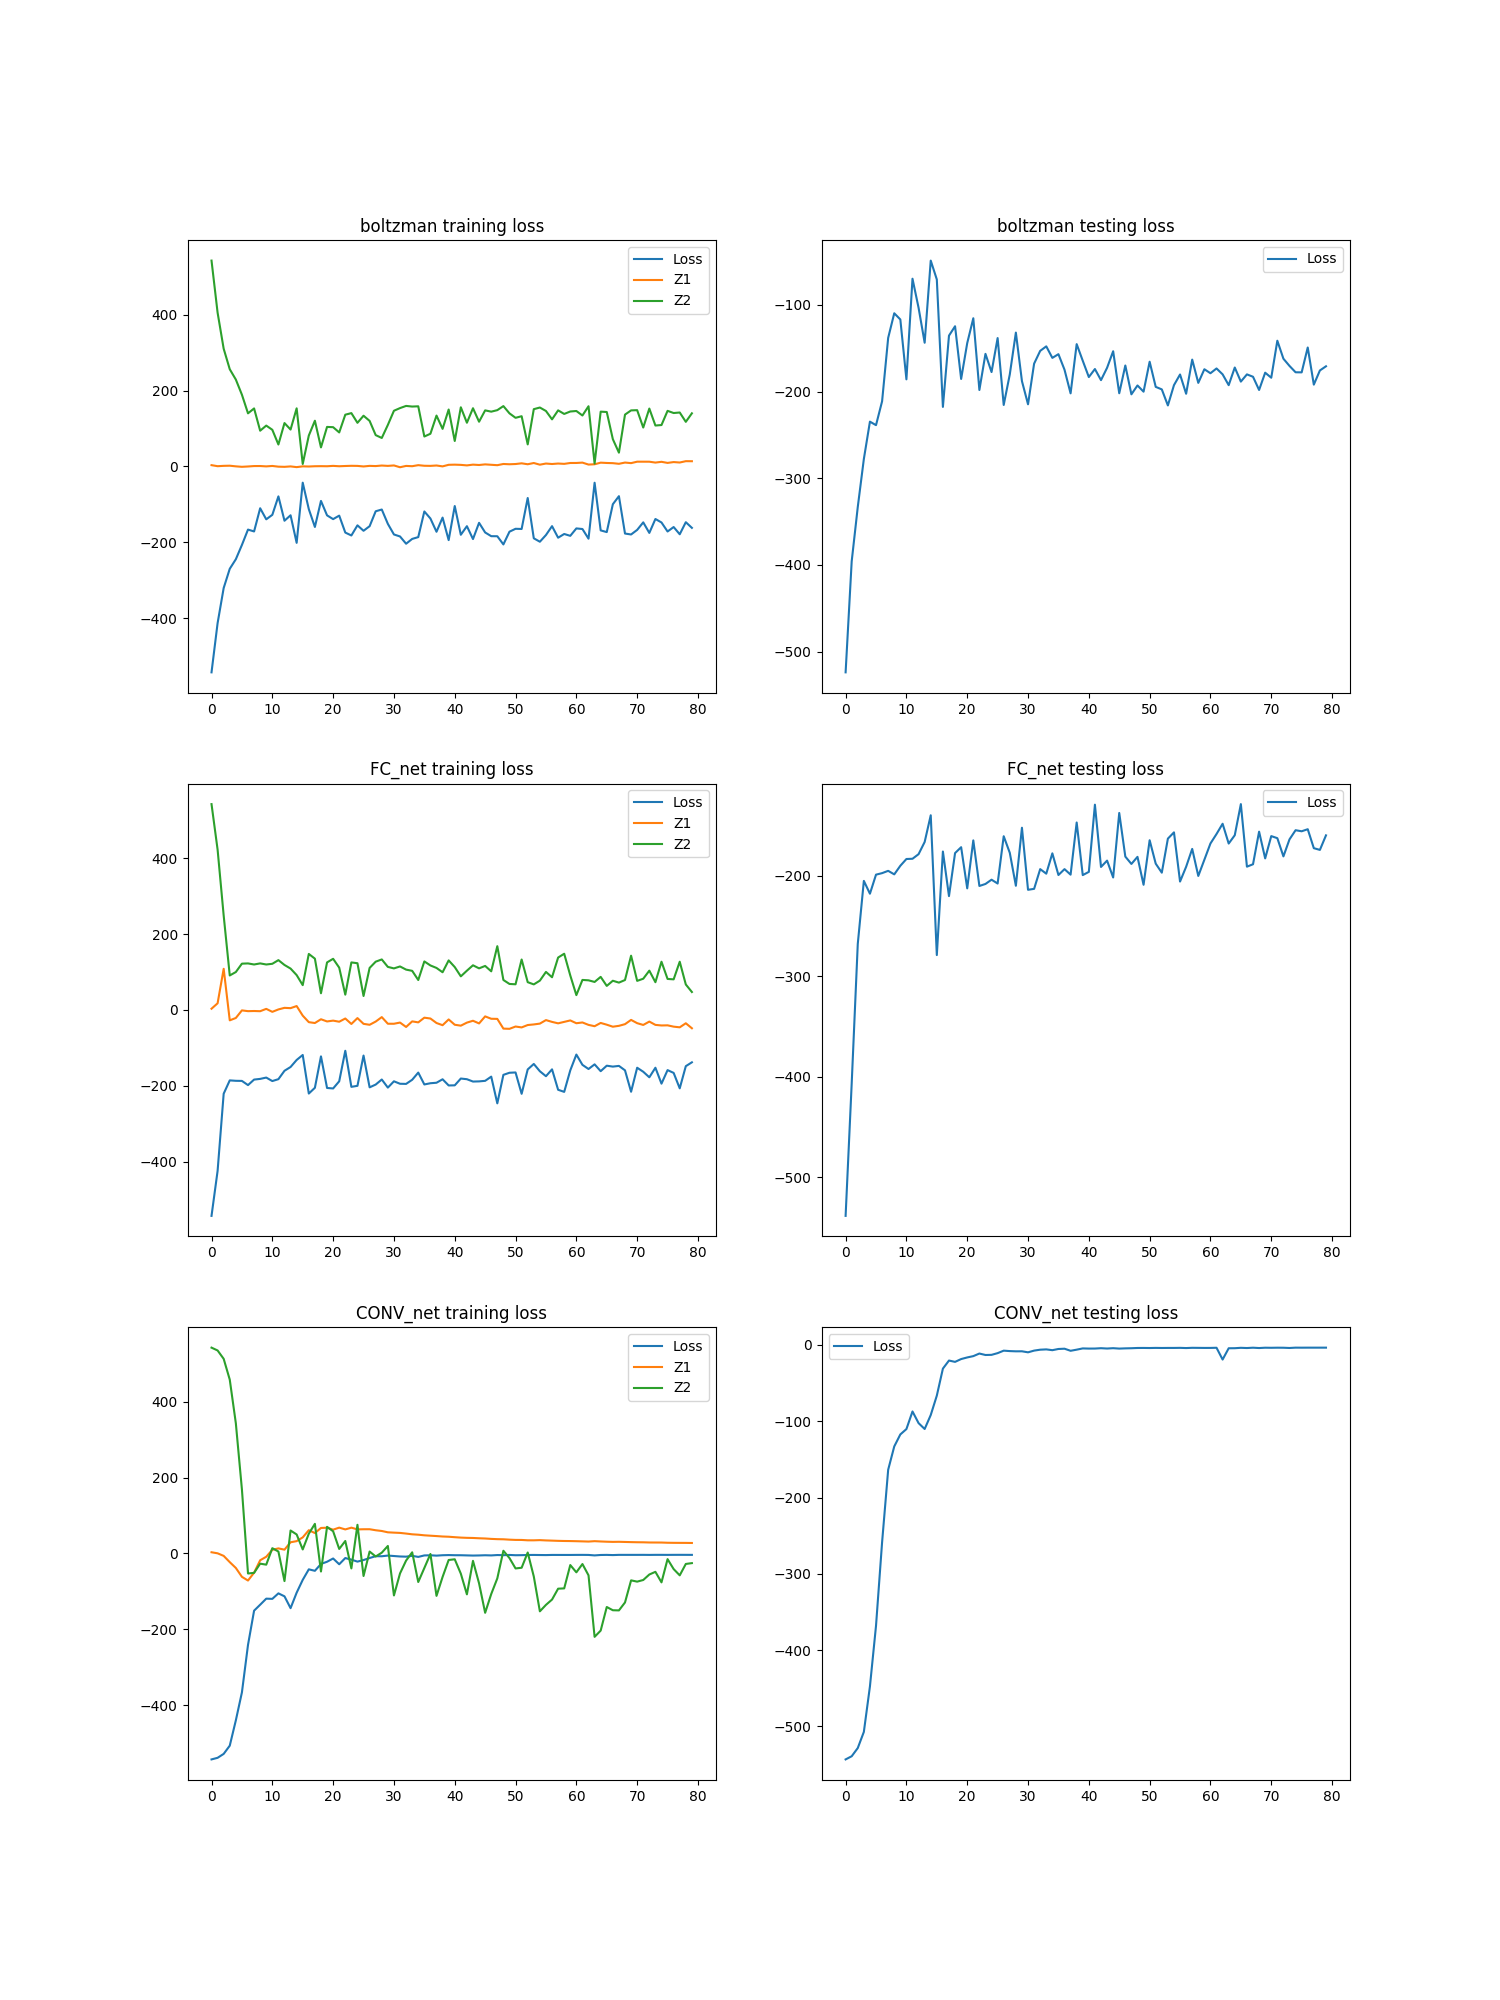 boltzman training loss
Loss
Z1
Z2
400
200
0
−200
−400
0 10 20 30 40 50 60 70 80
boltzman testing loss
Loss
−100
−200
−300
−400
−500
0 10 20 30 40 50 60 70 80
FC_net training loss
Loss
Z1
Z2
400
200
0
−200
−400
0 10 20 30 40 50 60 70 80
FC_net testing loss
Loss
−200
−300
−400
−500
0 10 20 30 40 50 60 70 80
CONV_net training loss
Loss
Z1
Z2
400
200
0
−200
−400
0 10 20 30 40 50 60 70 80
CONV_net testing loss
Loss
0
−100
−200
−300
−400
−500
0 10 20 30 40 50 60 70 80